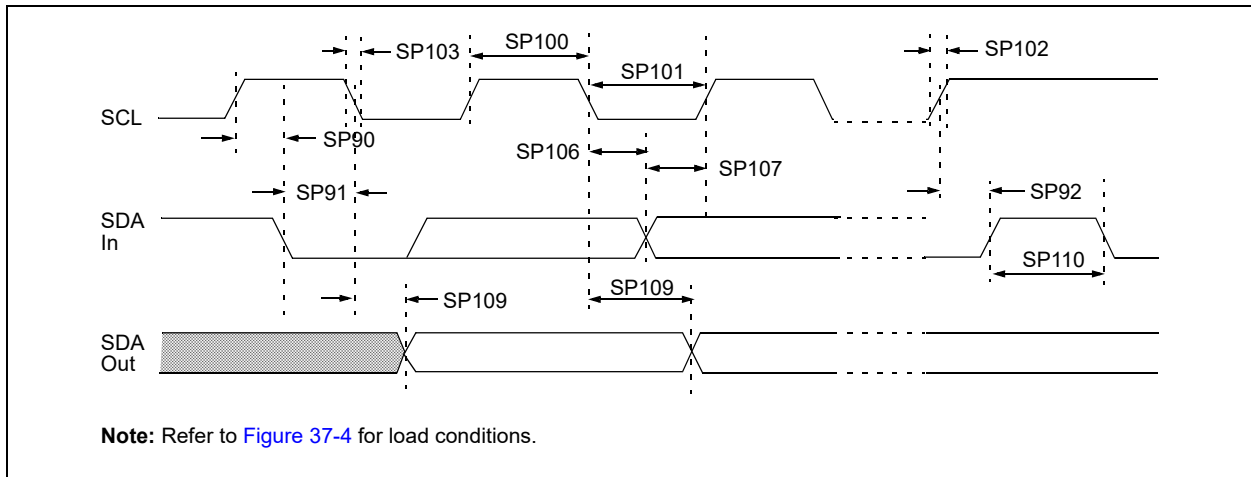 SP103
SP100
SP101
SP102
SCL
SP90
SP106
SP107
SP91
SP92
SDA
In
SP110
SP109
SP109
SDA
Out
Note: Refer to Figure 37-4 for load conditions.